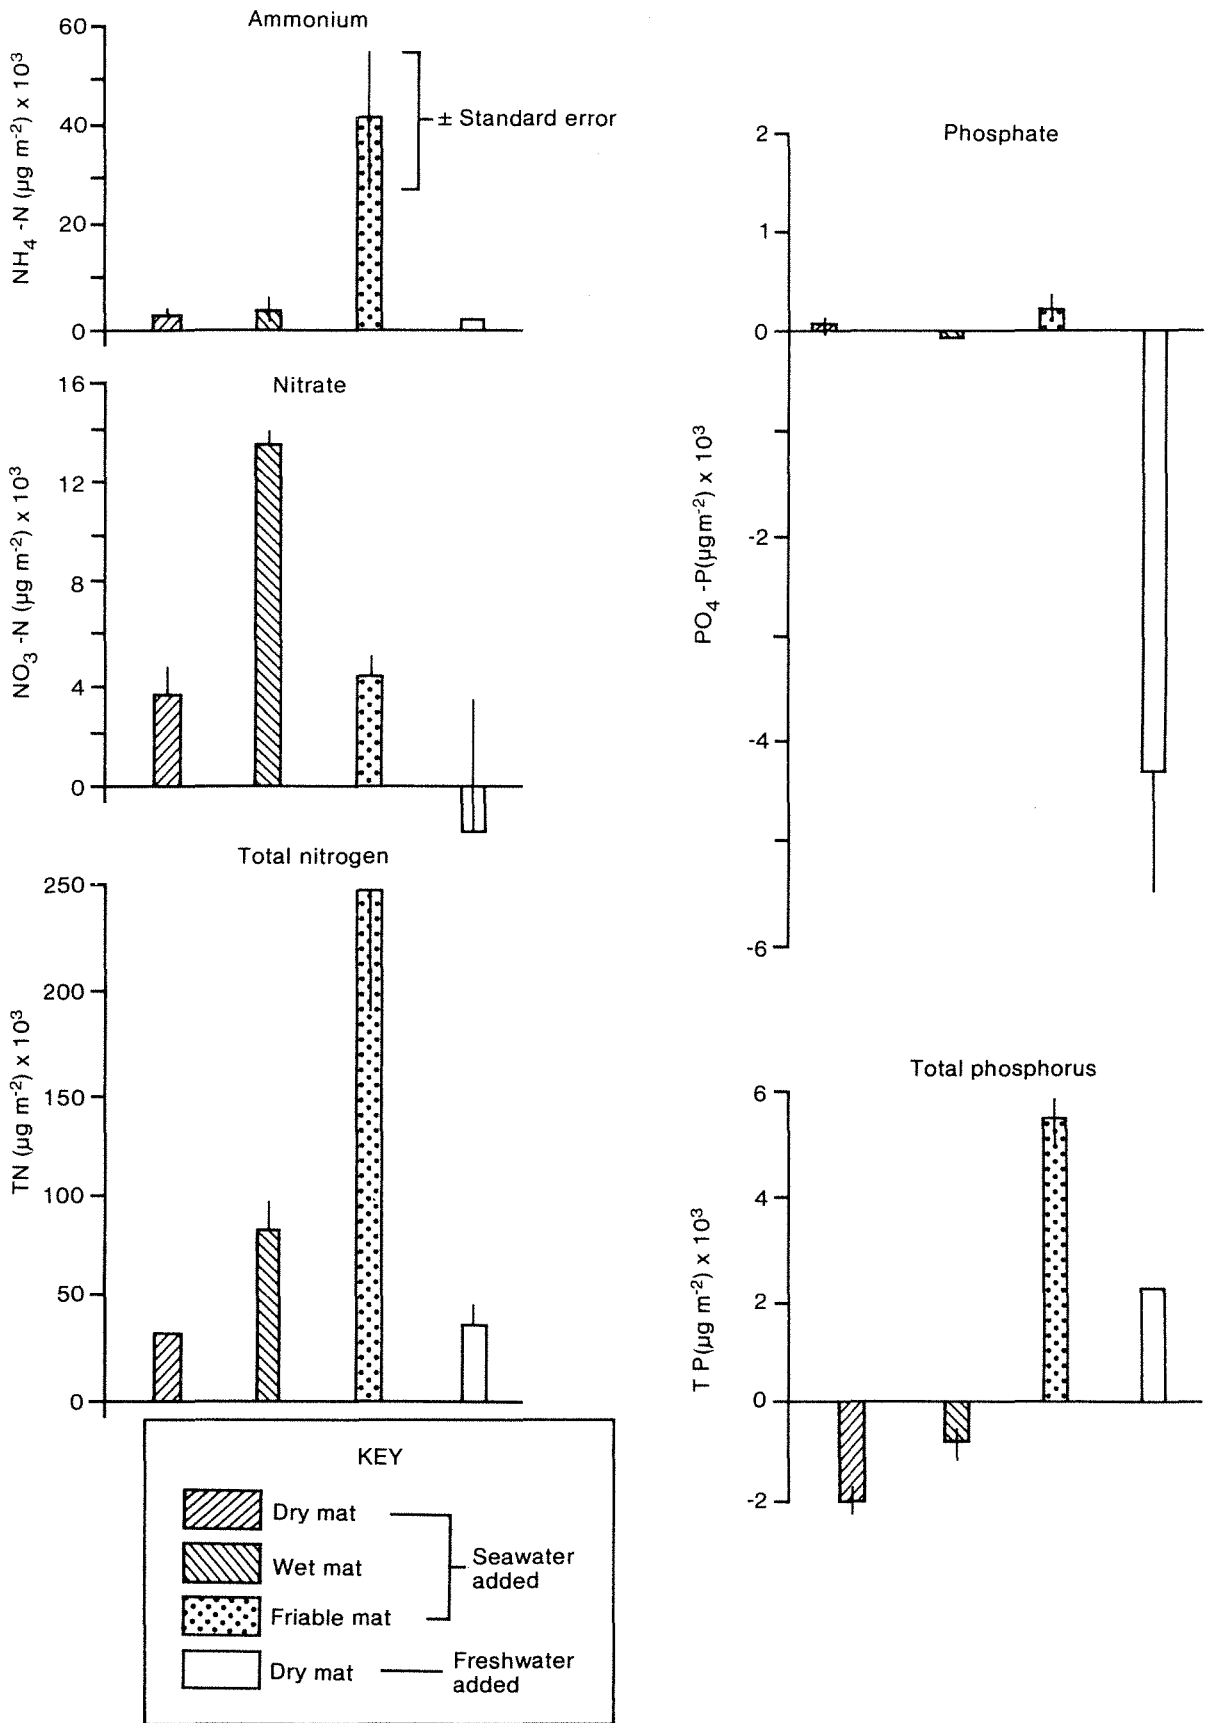 Ammonium
NH4 -N (µg m-2) x 103
60
40
20
0
± Standard error
Nitrate
NO3 -N (µg m-2) x 103
16
12
8
4
0
Total nitrogen
TN (µg m-2) x 103
250
200
150
100
50
0
Phosphate
PO4 -P(µg m-2) x 103
2
1
0
-2
-4
-6
Total phosphorus
T P(µg m-2) x 103
6
4
2
0
-2
KEY
Dry mat
Wet mat
Friable mat
Seawater
added
Dry mat
Freshwater
added